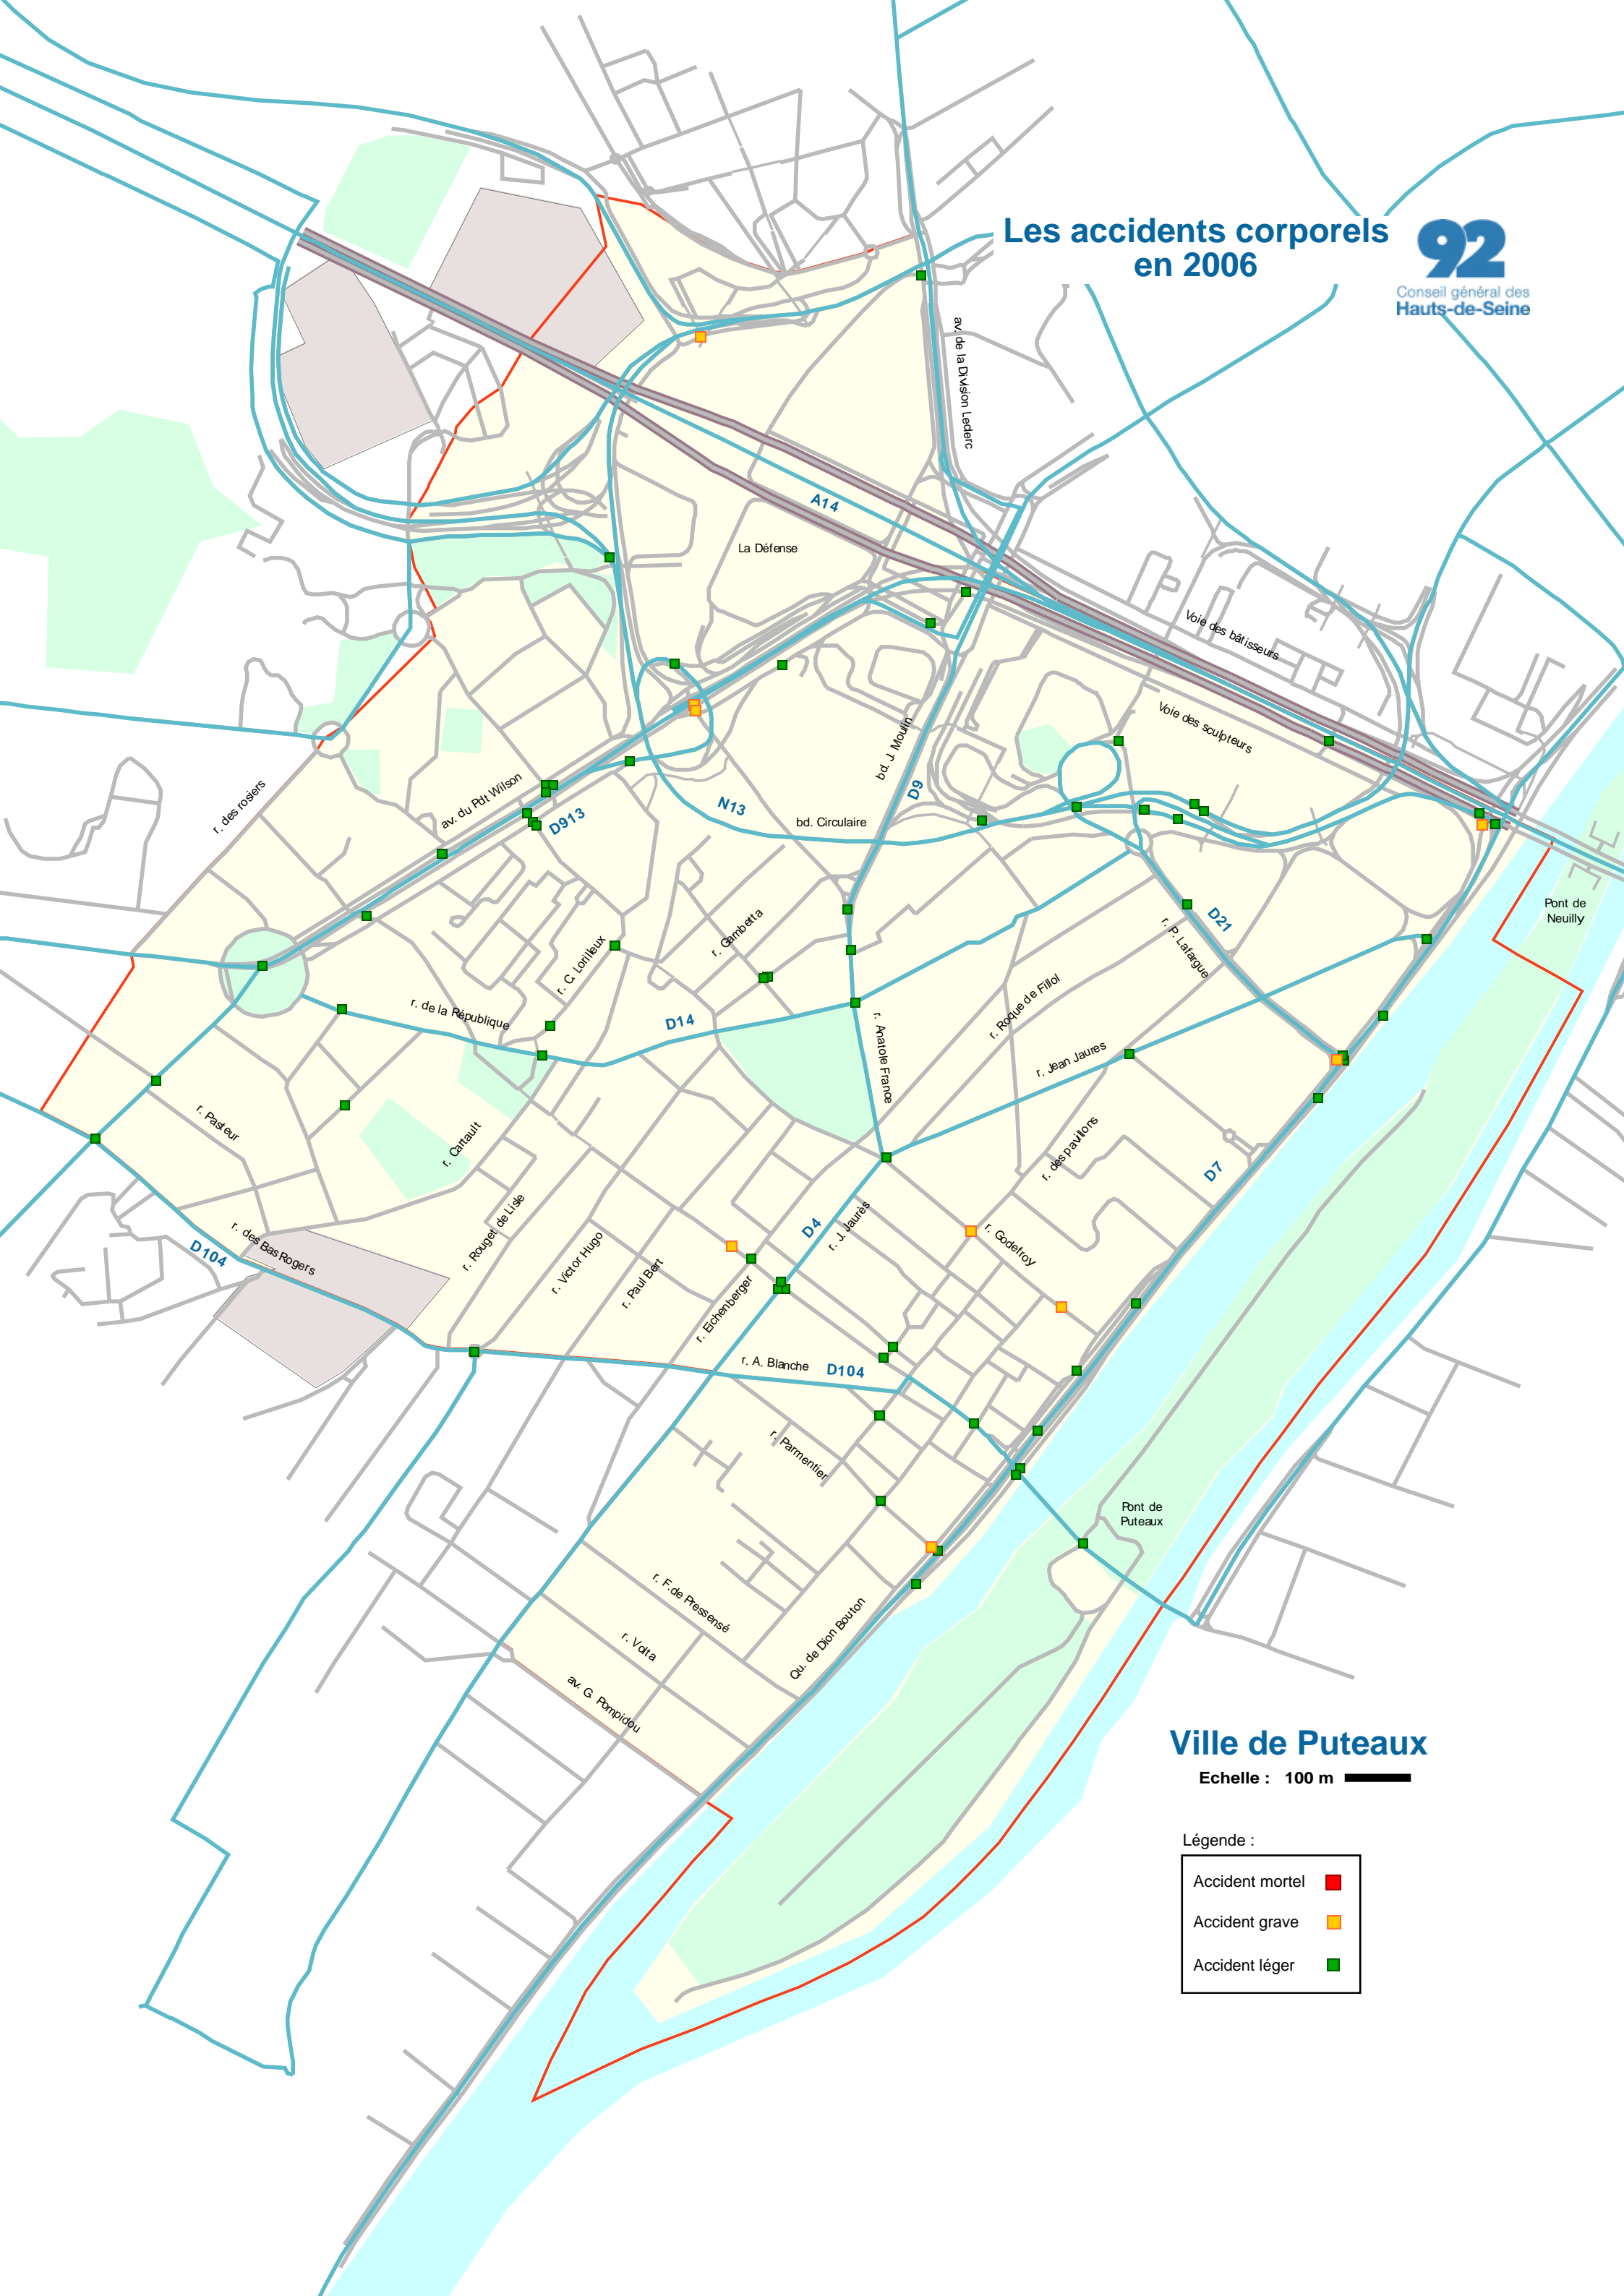 Les accidents corporels
en 2006
92
Conseil général des
Hauts-de-Seine
av. de la Division Leclerc
A14
La Défense
Voie des bâtisseurs
Voie des sculpteurs
bd. J. Moulin
D9
r. des rosiers
av. du Pdt Wilson
D913
N13
bd. Circulaire
Pont de
Neuilly
D21
r. P. Lafargue
r. Gambetta
r. C. Lorilleux
r. de la République
D14
r. Roque de Fillol
r. Anatole France
r. Jean Jaures
r. Pasteur
r. Cartault
r. des pavillons
D7
r. des Bas Rogers
D104
r. Rouget de Lisle
r. Victor Hugo
r. Paul Bert
r. Eichenberger
D4
r. J. Jaurès
r. Godefroy
r. A. Blanche
D104
r. Parmentier
Pont de
Puteaux
r. F. de Pressensé
r. Volta
Qu. de Dion Bouton
av. G. Pompidou
Ville de Puteaux
Echelle : 100 m
Légende :
Accident mortel
Accident grave
Accident léger